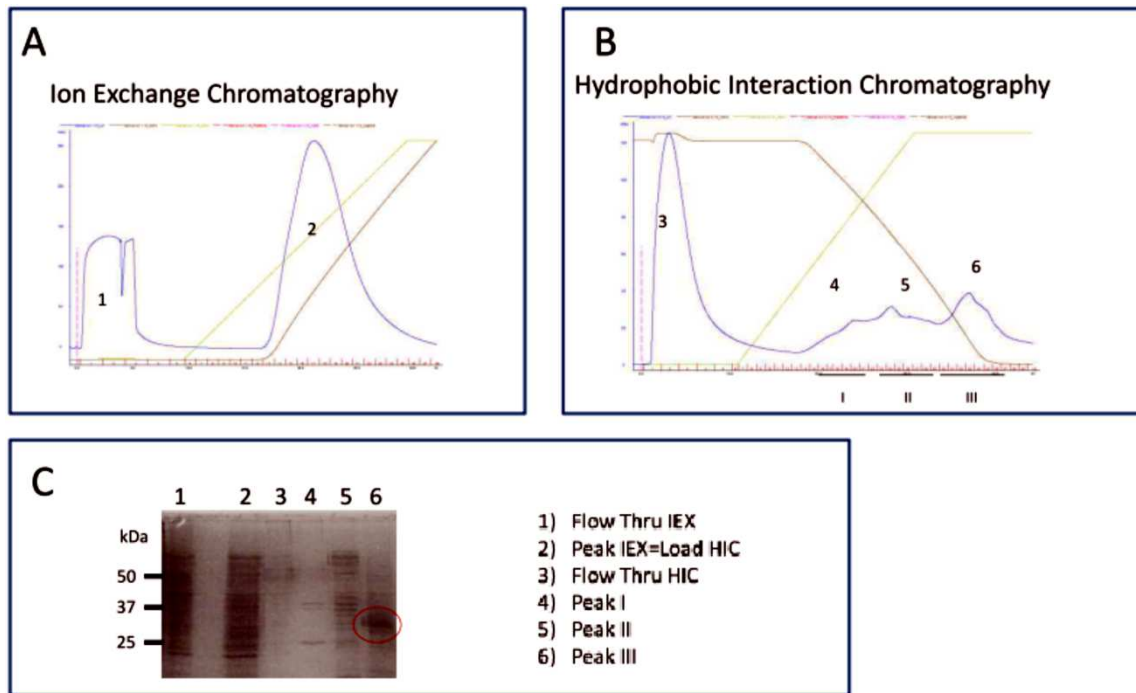 A
Ion Exchange Chromatography
1
2
B
Hydrophobic Interaction Chromatography
3
4
5
6
I
II
III
C
1 2 3 4 5 6
kDa
50
37
25
1) Flow Thru IEX
2) Peak IEX=Load HIC
3) Flow Thru HIC
4) Peak I
5) Peak II
6) Peak III